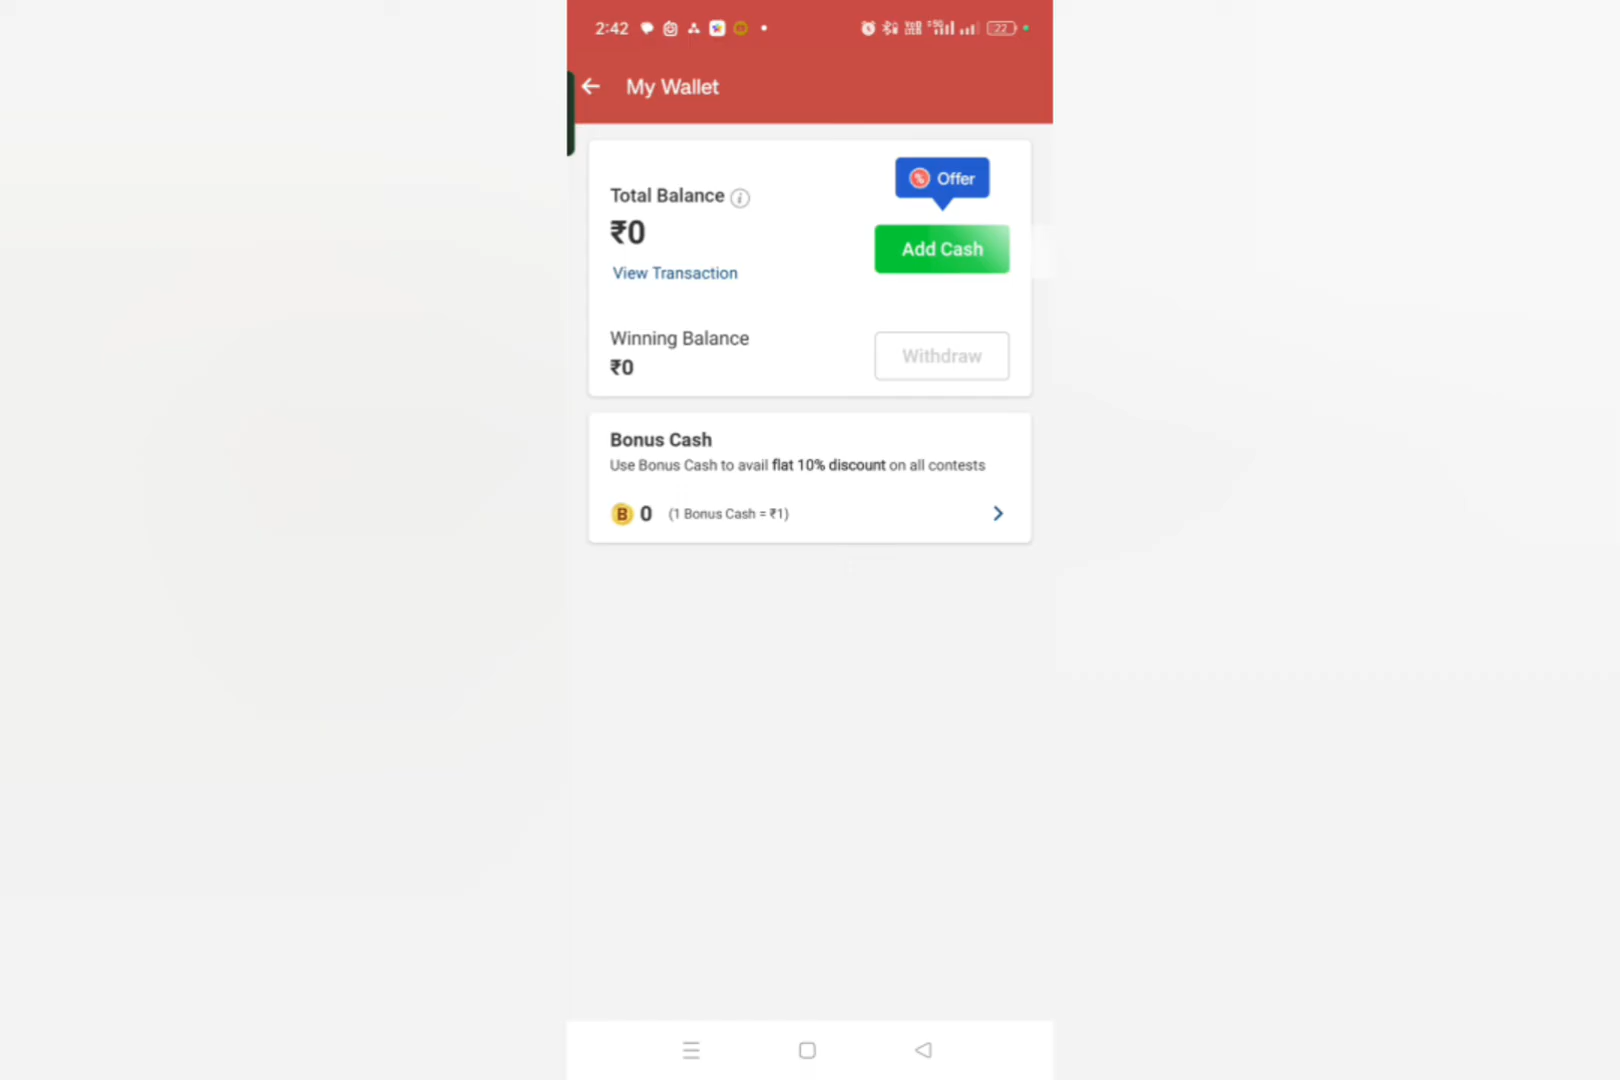 2:42
22
My Wallet
% Offer
Total Balance i
₹0
Add Cash
View Transaction
Winning Balance
₹0
Withdraw
Bonus Cash
Use Bonus Cash to avail flat 10% discount on all contests
B 0 (1 Bonus Cash = ₹1)